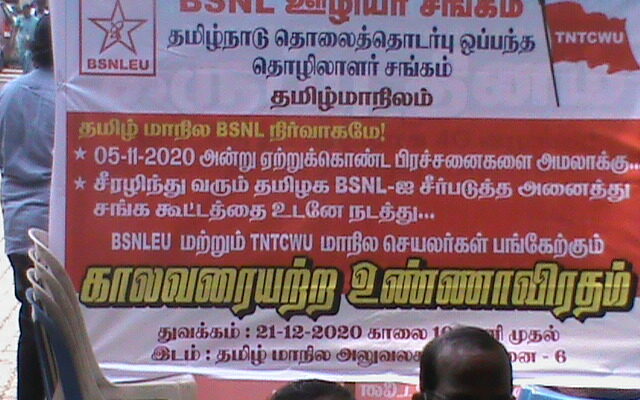 BSNL ஊழியர் சங்கம்
தமிழ்நாடு தொலைத்தொடர்பு ஒப்பந்த
தொழிலாளர் சங்கம்
தமிழ்மாநிலம்
BSNLEU
TNTCWU
தமிழ் மாநில BSNL நிர்வாகமே!
★ 05-11-2020 அன்று ஏற்றுக்கொண்ட பிரச்சனைகளை அமலாக்கு..
★ சீரழிந்து வரும் தமிழக BSNL-ஐ சீர்படுத்த அனைத்து
சங்க கூட்டத்தை உடனே நடத்து...
BSNLEU மற்றும் TNTCWU மாநில செயலர்கள் பங்கேற்கும்
காலவரையற்ற உண்ணாவிரதம்
துவக்கம் : 21-12-2020 காலை முதல்
இடம் : தமிழ் மாநில - 6